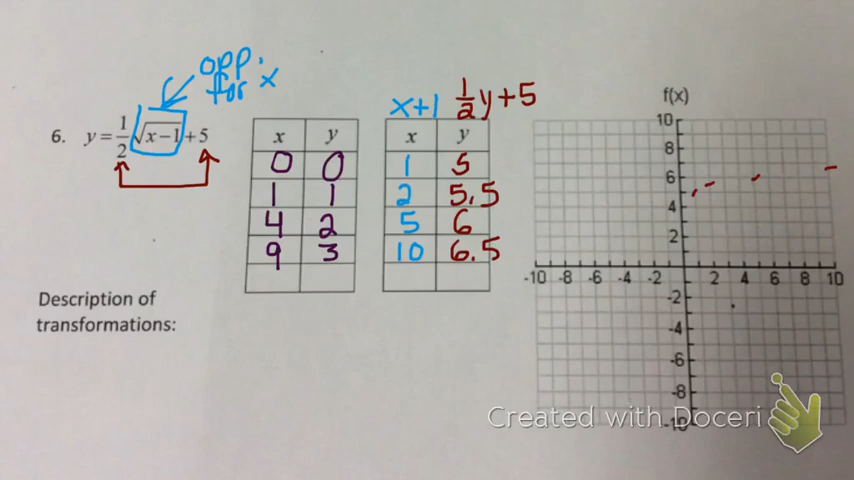 opp.
for x
6. y = 1/2 √x−1 + 5
x y
0 0
1 1
4 2
9 3
x+1 1/2y+5
x y
1 5
2 5.5
5 6
10 6.5
f(x)
10
8
6
4
2
-10 -8 -6 -4 -2 2 4 6 8 10
-2
-4
-6
-8
-10
Description of
transformations:
Created with Doceri